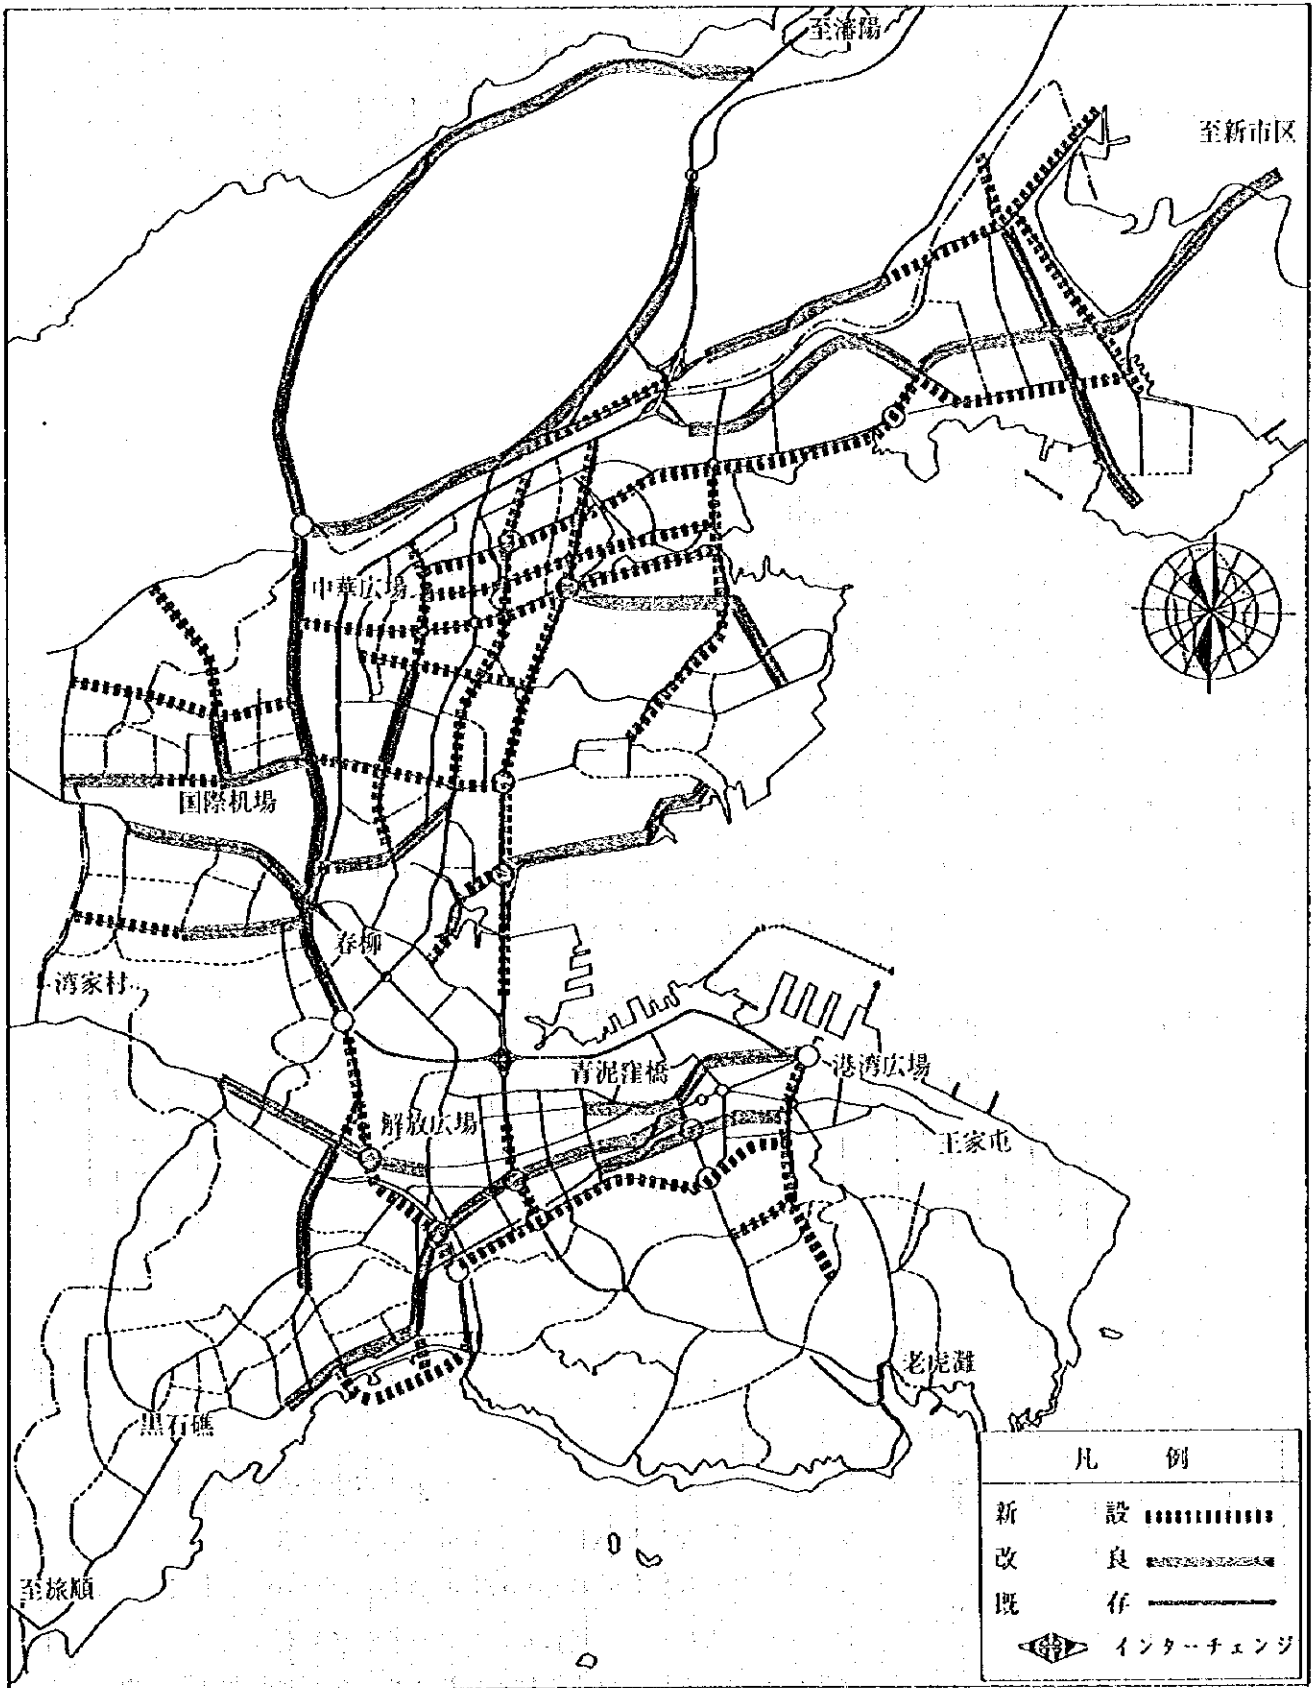 至瀋陽
至新市区
中華広場
国際机場
春柳
湾家村
青泥窪橋
港湾広場
解放広場
王家屯
老虎灘
黒石礁
至旅順
凡 例
新 設
改 良
既 存
インターチェンジ